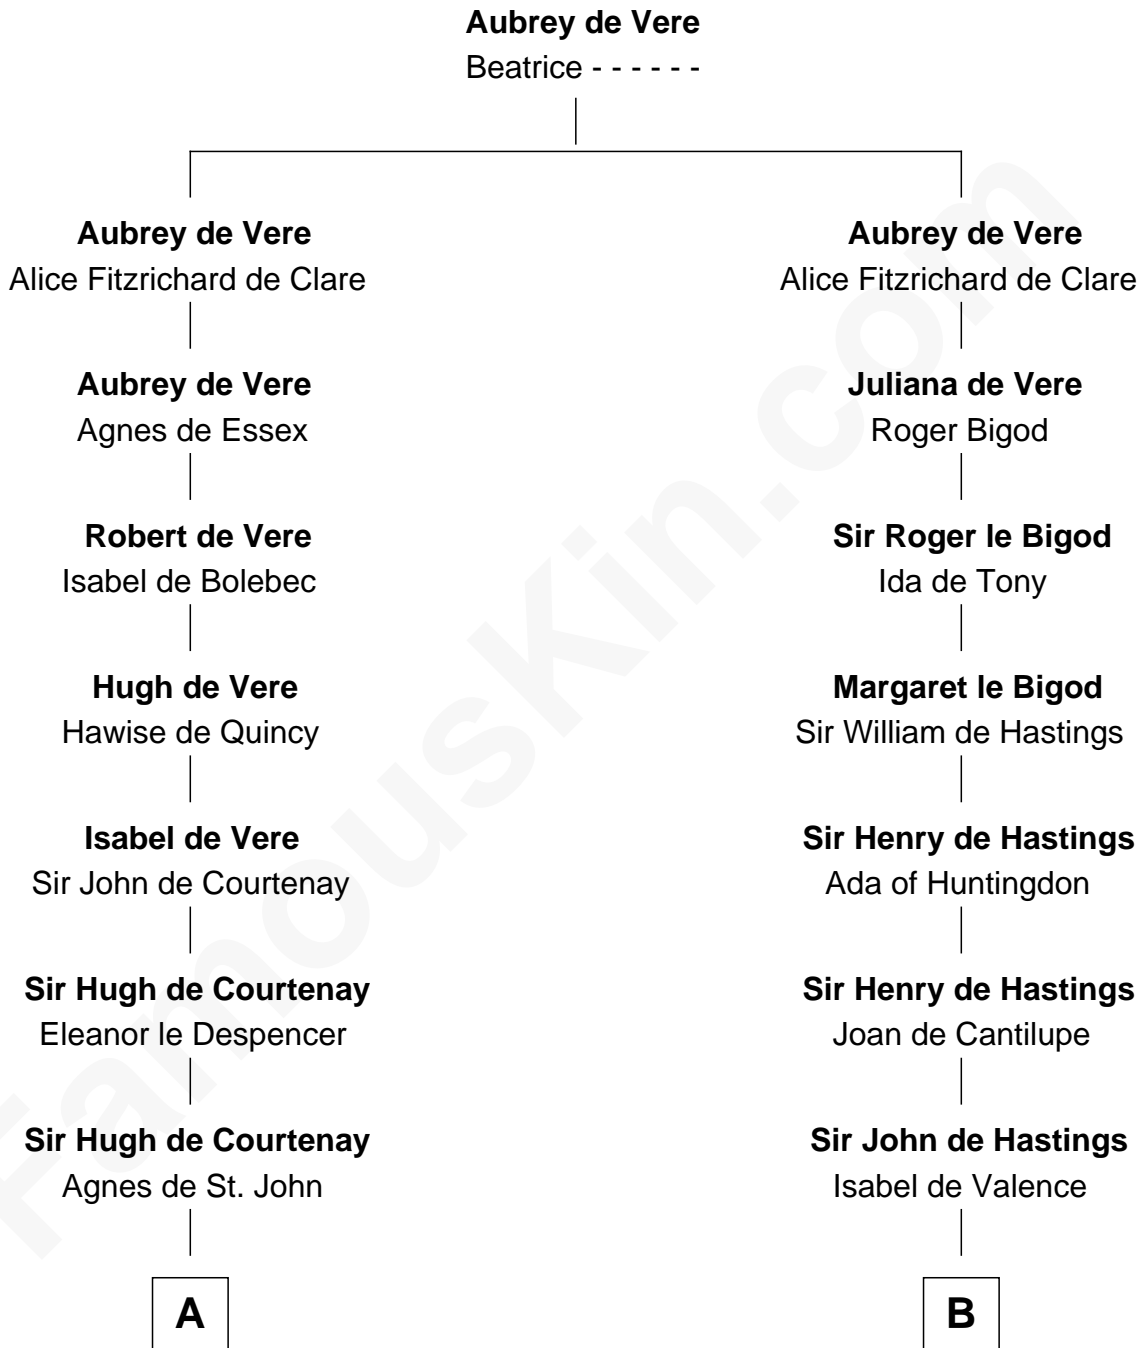 Aubrey de Vere
Beatrice - - - - - -
Aubrey de Vere
Alice Fitzrichard de Clare
Aubrey de Vere
Agnes de Essex
Robert de Vere
Isabel de Bolebec
Hugh de Vere
Hawise de Quincy
Isabel de Vere
Sir John de Courtenay
Sir Hugh de Courtenay
Eleanor le Despencer
Sir Hugh de Courtenay
Agnes de St. John
A
Aubrey de Vere
Alice Fitzrichard de Clare
Juliana de Vere
Roger Bigod
Sir Roger le Bigod
Ida de Tony
Margaret le Bigod
Sir William de Hastings
Sir Henry de Hastings
Ada of Huntingdon
Sir Henry de Hastings
Joan de Cantilupe
Sir John de Hastings
Isabel de Valence
B
FamousKin.com